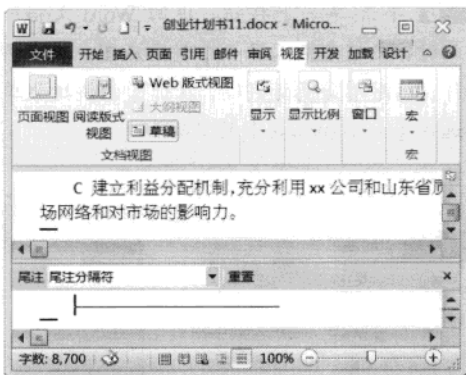 W 创业计划书11.docx - Micro...
文件 开始 插入 页面 引用 邮件 审阅 视图 开发 加载 设计
页面视图 阅读版式视图 Web 版式视图 大纲视图 草稿 显示 显示比例 窗口 宏
文档视图 宏
C 建立利益分配机制,充分利用 xx 公司和山东省
场网络和对市场的影响力。
尾注 尾注分隔符 重置
字数: 8,700 100%